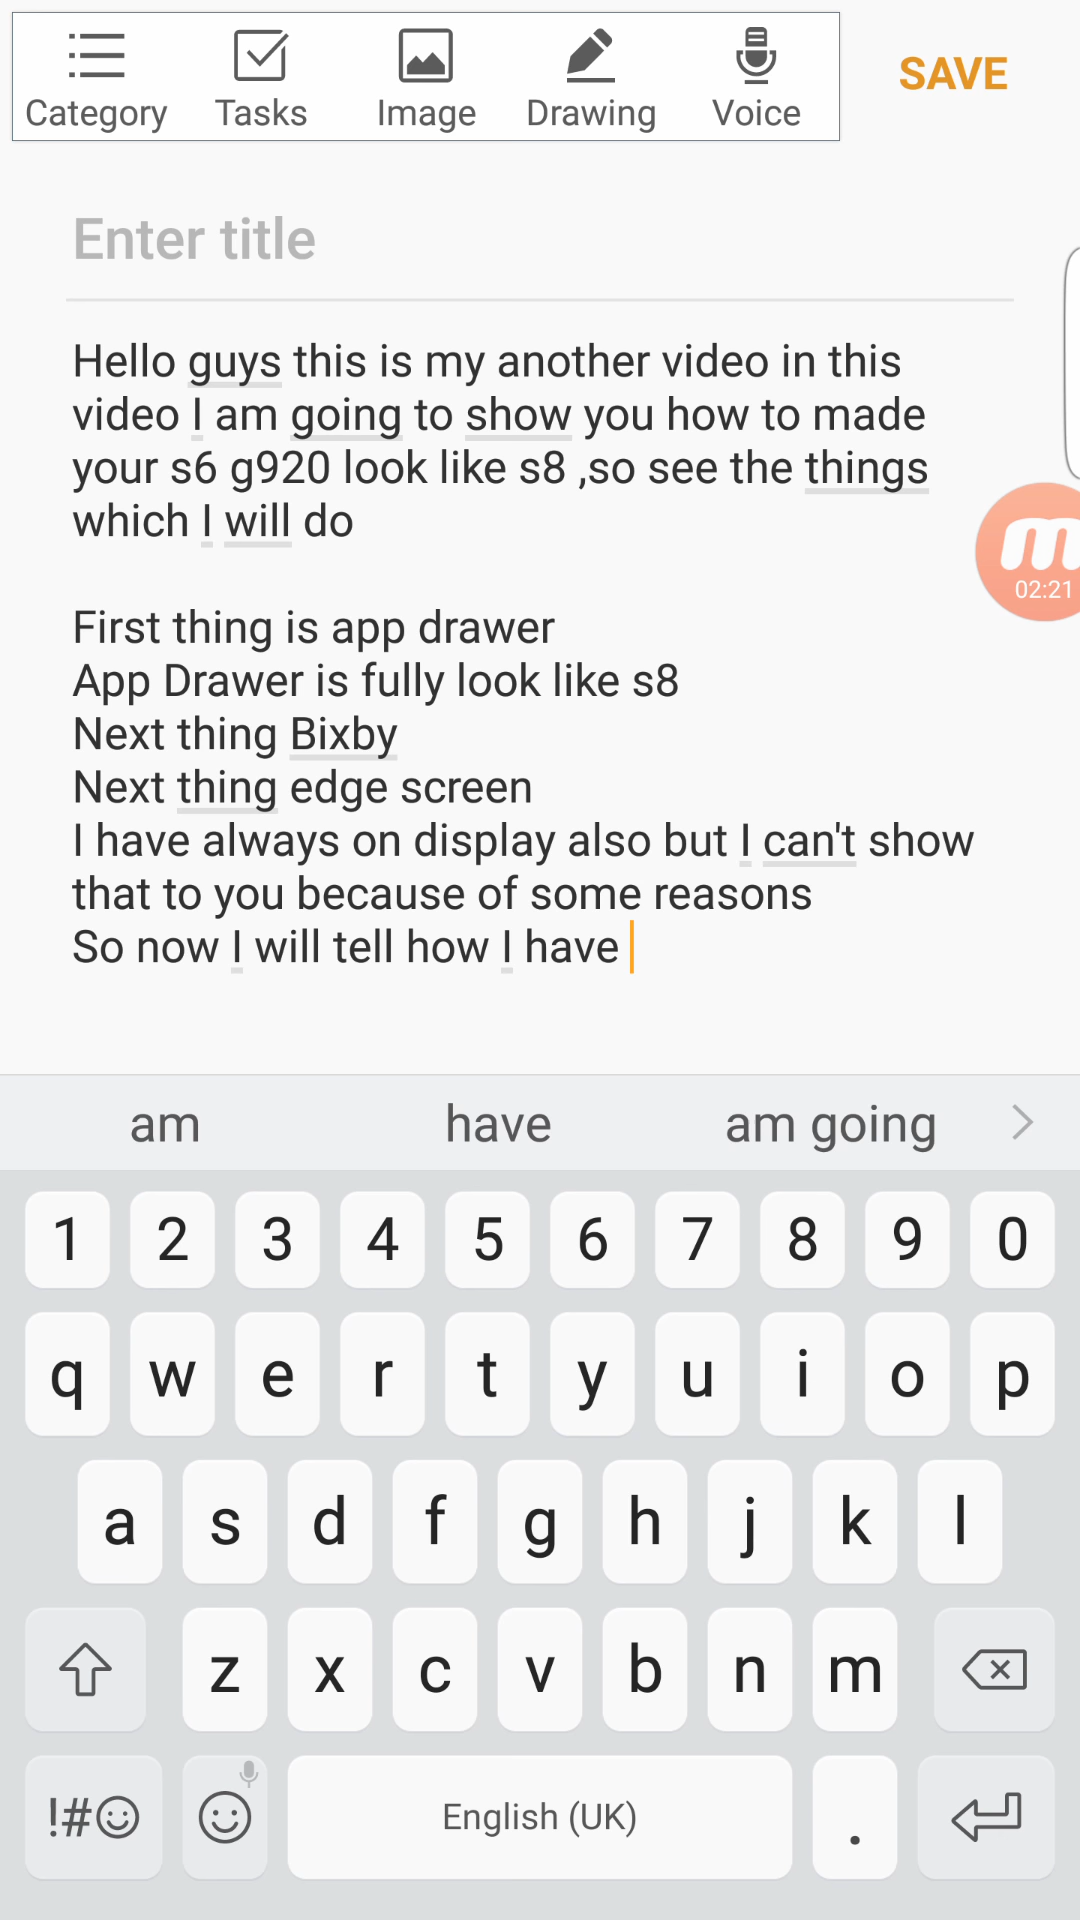 Category Tasks Image Drawing Voice SAVE
Enter title
Hello guys this is my another video in this
video I am going to show you how to made
your s6 g920 look like s8 ,so see the things
which I will do
02:21
First thing is app drawer
App Drawer is fully look like s8
Next thing Bixby
Next thing edge screen
I have always on display also but I can't show
that to you because of some reasons
So now I will tell how I have
am have am going
1 2 3 4 5 6 7 8 9 0
q w e r t y u i o p
a s d f g h j k l
z x c v b n m
!# English (UK) .